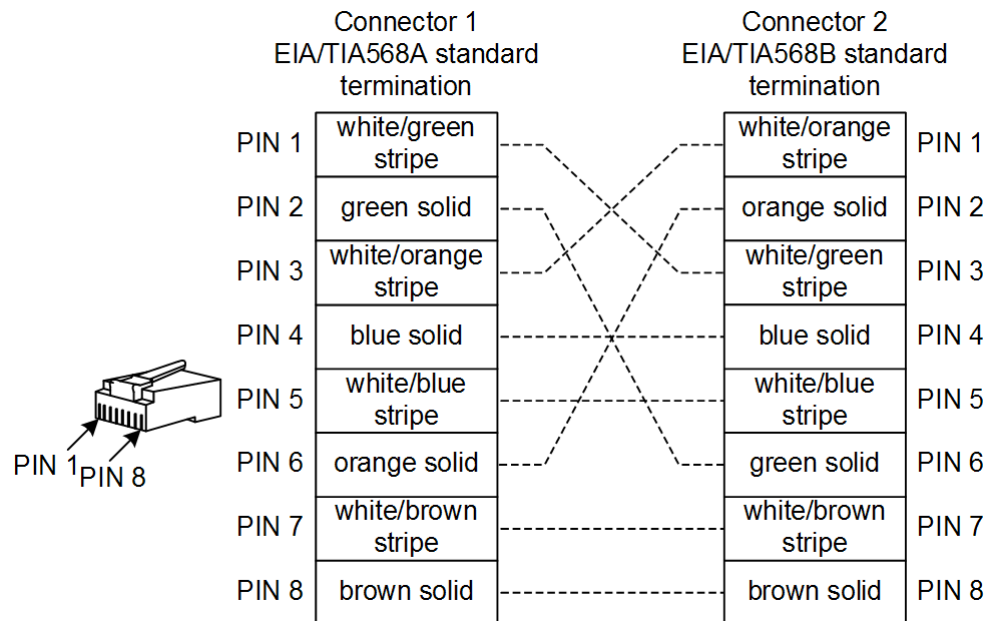 Connector 1
EIA/TIA568A standard
termination
Connector 2
EIA/TIA568B standard
termination
PIN 1
white/green
stripe
white/orange
stripe
PIN 1
PIN 2
green solid
orange solid
PIN 2
PIN 3
white/orange
stripe
white/green
stripe
PIN 3
PIN 4
blue solid
blue solid
PIN 4
PIN 5
white/blue
stripe
white/blue
stripe
PIN 5
PIN 6
orange solid
green solid
PIN 6
PIN 7
white/brown
stripe
white/brown
stripe
PIN 7
PIN 8
brown solid
brown solid
PIN 8
PIN 1
PIN 8